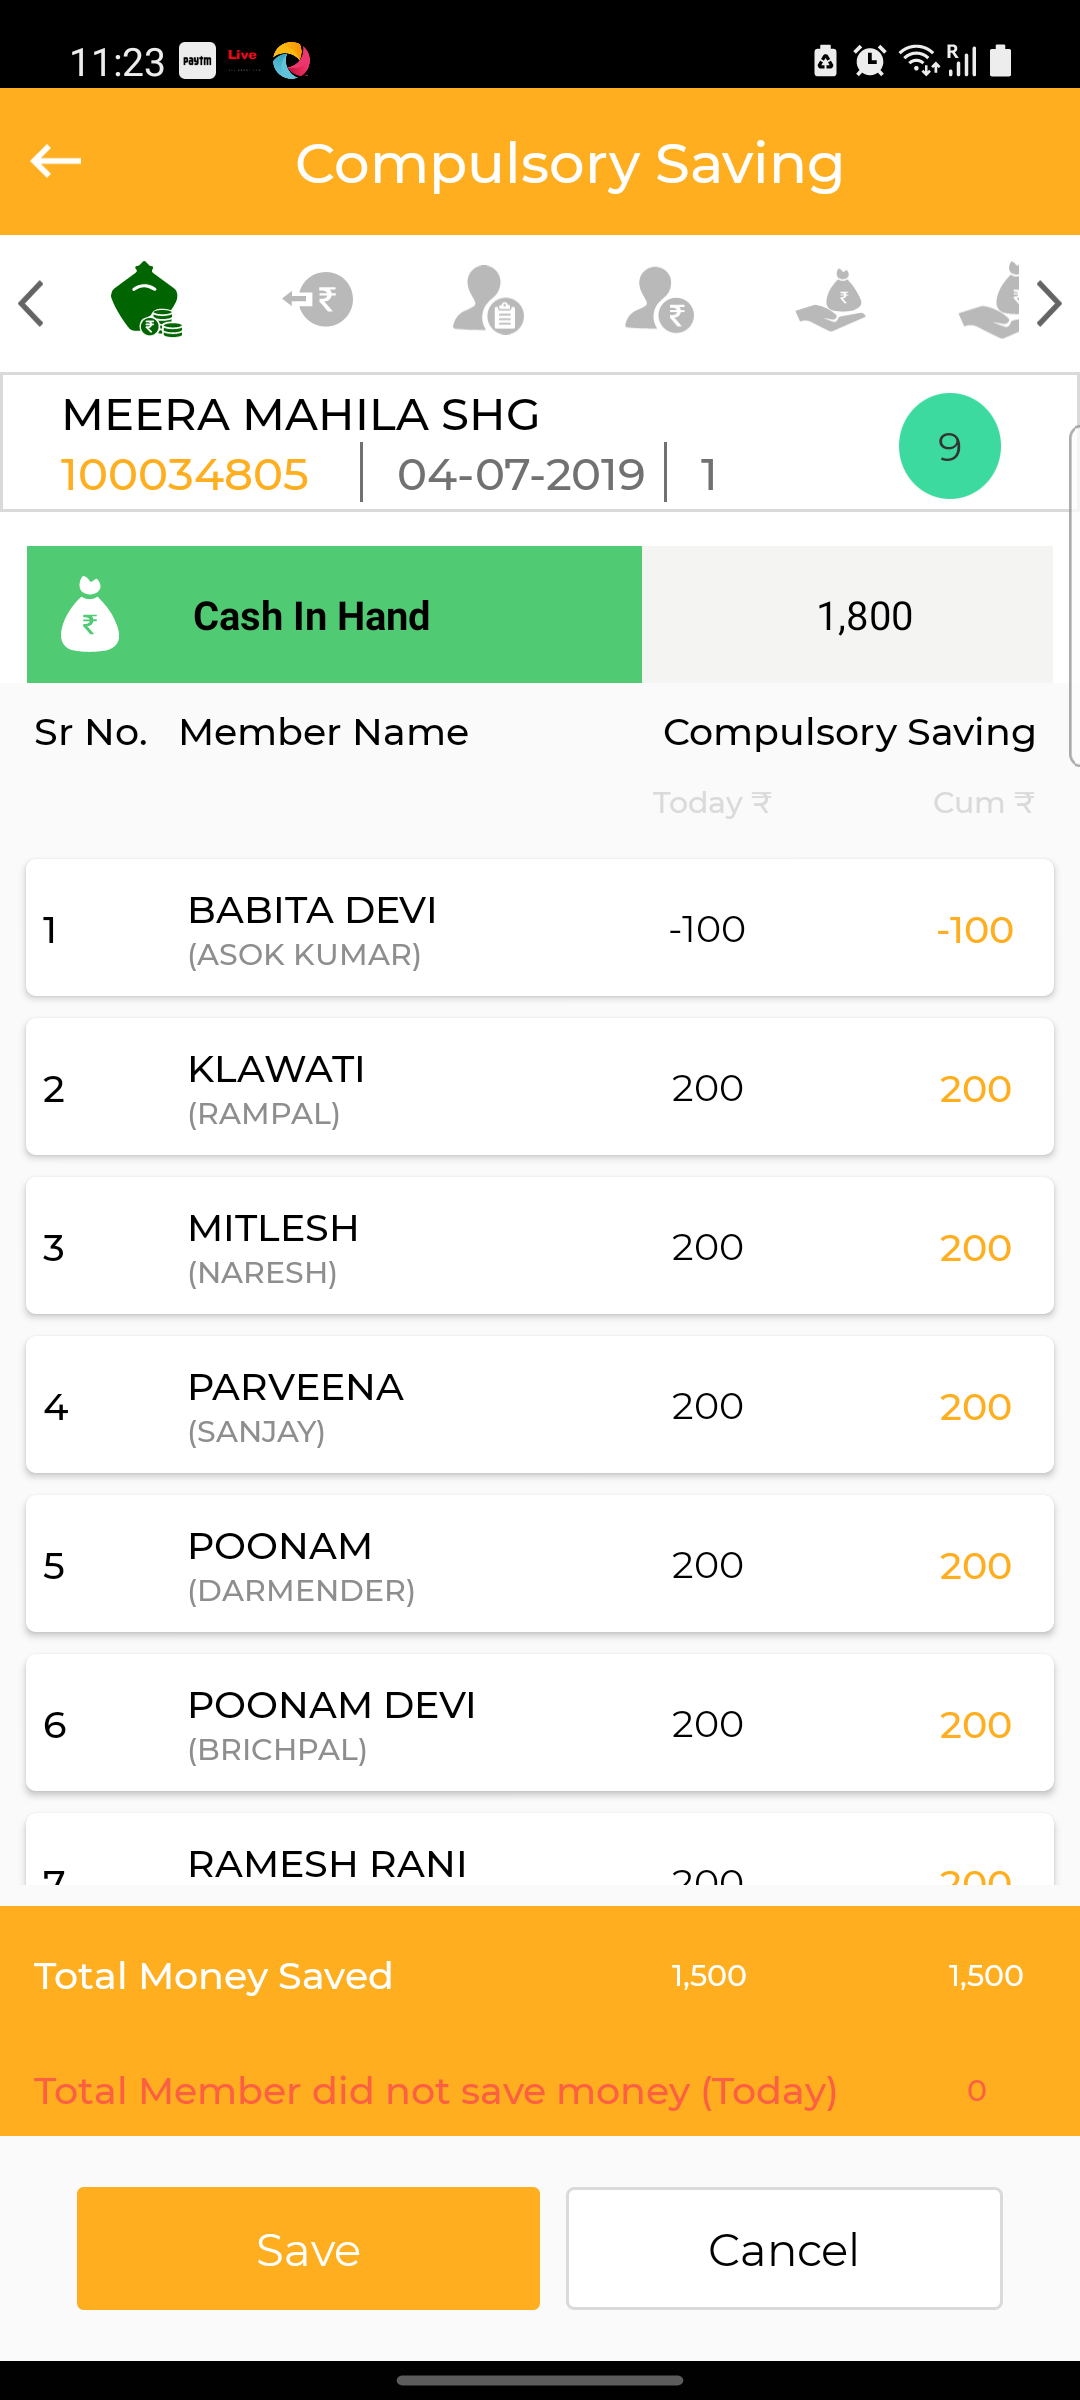 11:23 paytm Live R
Compulsory Saving
MEERA MAHILA SHG
100034805 04-07-2019 1
9
₹ Cash In Hand 1,800
Sr No. Member Name Compulsory Saving
Today ₹ Cum ₹
1 BABITA DEVI -100 -100
(ASOK KUMAR)
2 KLAWATI 200 200
(RAMPAL)
3 MITLESH 200 200
(NARESH)
4 PARVEENA 200 200
(SANJAY)
5 POONAM 200 200
(DARMENDER)
6 POONAM DEVI 200 200
(BRICHPAL)
7 RAMESH RANI 200 200
Total Money Saved 1,500 1,500
Total Member did not save money (Today) 0
Save Cancel